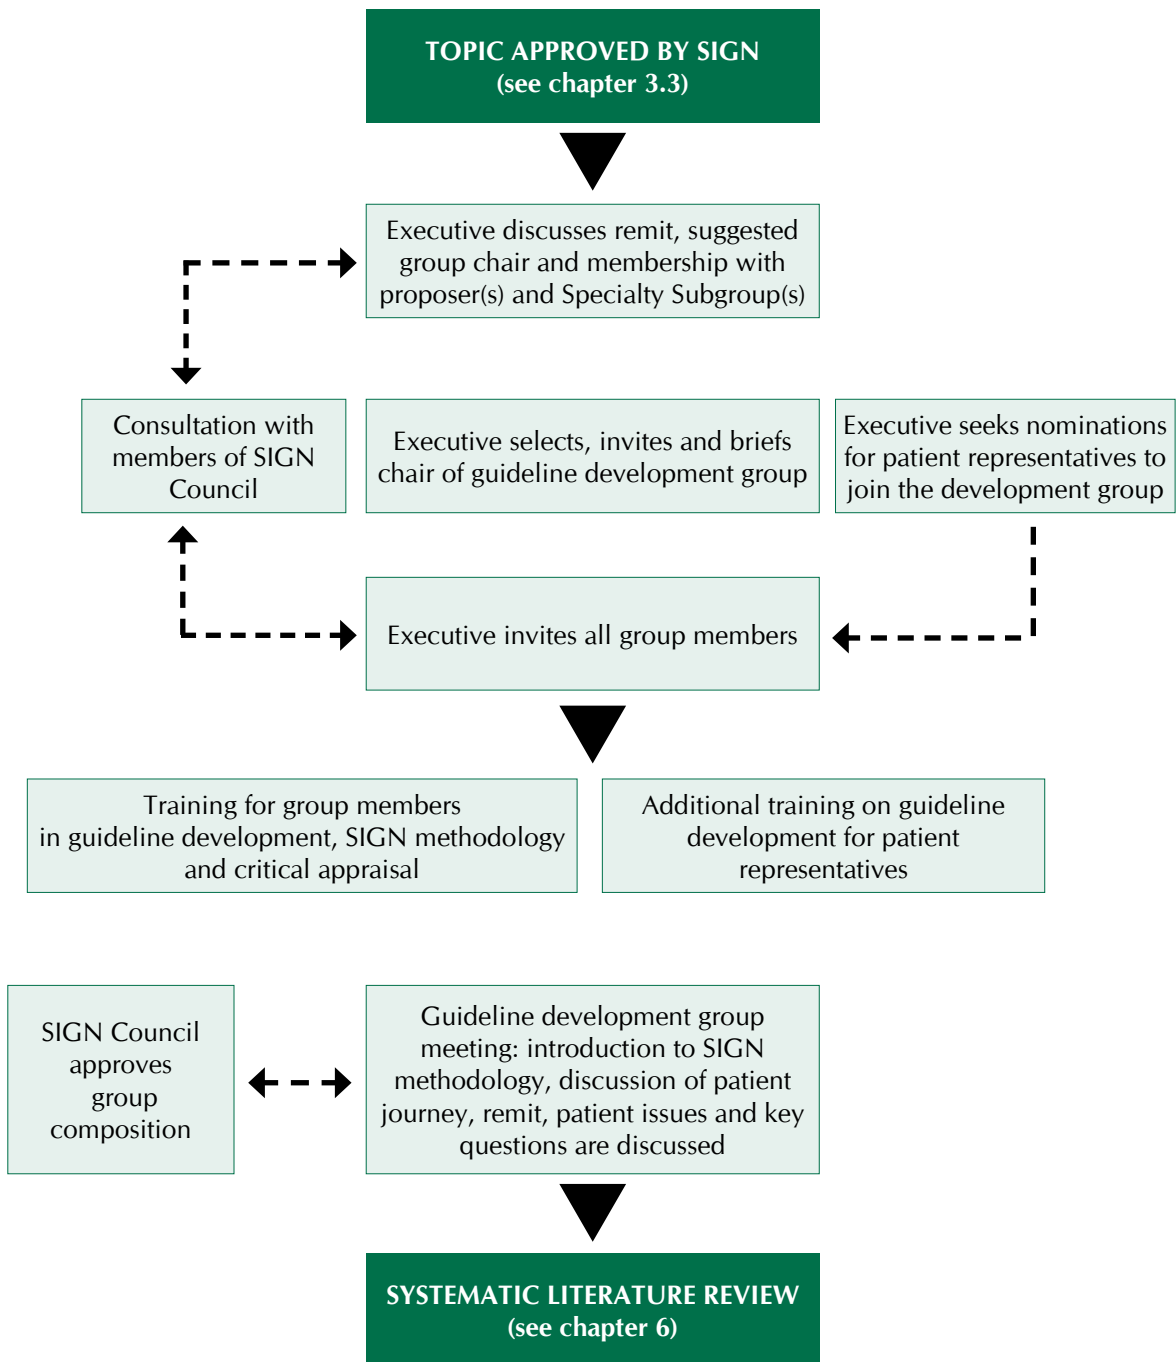 TOPIC APPROVED BY SIGN
(see chapter 3.3)
Executive discusses remit, suggested
group chair and membership with
proposer(s) and Specialty Subgroup(s)
Consultation with
members of SIGN
Council
Executive selects, invites and briefs
chair of guideline development group
Executive seeks nominations
for patient representatives to
join the development group
Executive invites all group members
Training for group members
in guideline development, SIGN methodology
and critical appraisal
Additional training on guideline
development for patient
representatives
SIGN Council
approves
group
composition
Guideline development group
meeting: introduction to SIGN
methodology, discussion of patient
journey, remit, patient issues and key
questions are discussed
SYSTEMATIC LITERATURE REVIEW
(see chapter 6)